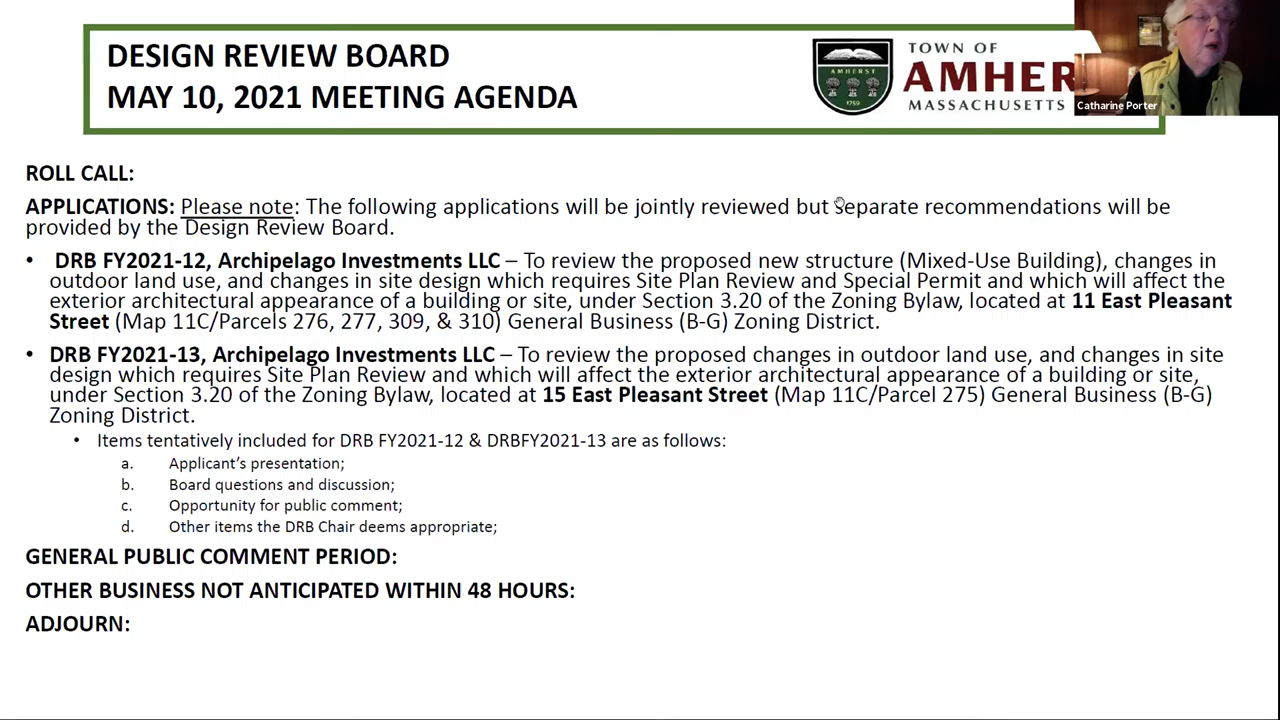 DESIGN REVIEW BOARD
MAY 10, 2021 MEETING AGENDA
AMHERST
1759
TOWN OF
AMHER
MASSACHUSETTS
Catharine Porter
ROLL CALL:
APPLICATIONS: Please note: The following applications will be jointly reviewed but separate recommendations will be
provided by the Design Review Board.
• DRB FY2021-12, Archipelago Investments LLC – To review the proposed new structure (Mixed-Use Building), changes in
outdoor land use, and changes in site design which requires Site Plan Review and Special Permit and which will affect the
exterior architectural appearance of a building or site, under Section 3.20 of the Zoning Bylaw, located at 11 East Pleasant
Street (Map 11C/Parcels 276, 277, 309, & 310) General Business (B-G) Zoning District.
• DRB FY2021-13, Archipelago Investments LLC – To review the proposed changes in outdoor land use, and changes in site
design which requires Site Plan Review and which will affect the exterior architectural appearance of a building or site,
under Section 3.20 of the Zoning Bylaw, located at 15 East Pleasant Street (Map 11C/Parcel 275) General Business (B-G)
Zoning District.
• Items tentatively included for DRB FY2021-12 & DRBFY2021-13 are as follows:
a. Applicant's presentation;
b. Board questions and discussion;
c. Opportunity for public comment;
d. Other items the DRB Chair deems appropriate;
GENERAL PUBLIC COMMENT PERIOD:
OTHER BUSINESS NOT ANTICIPATED WITHIN 48 HOURS:
ADJOURN: